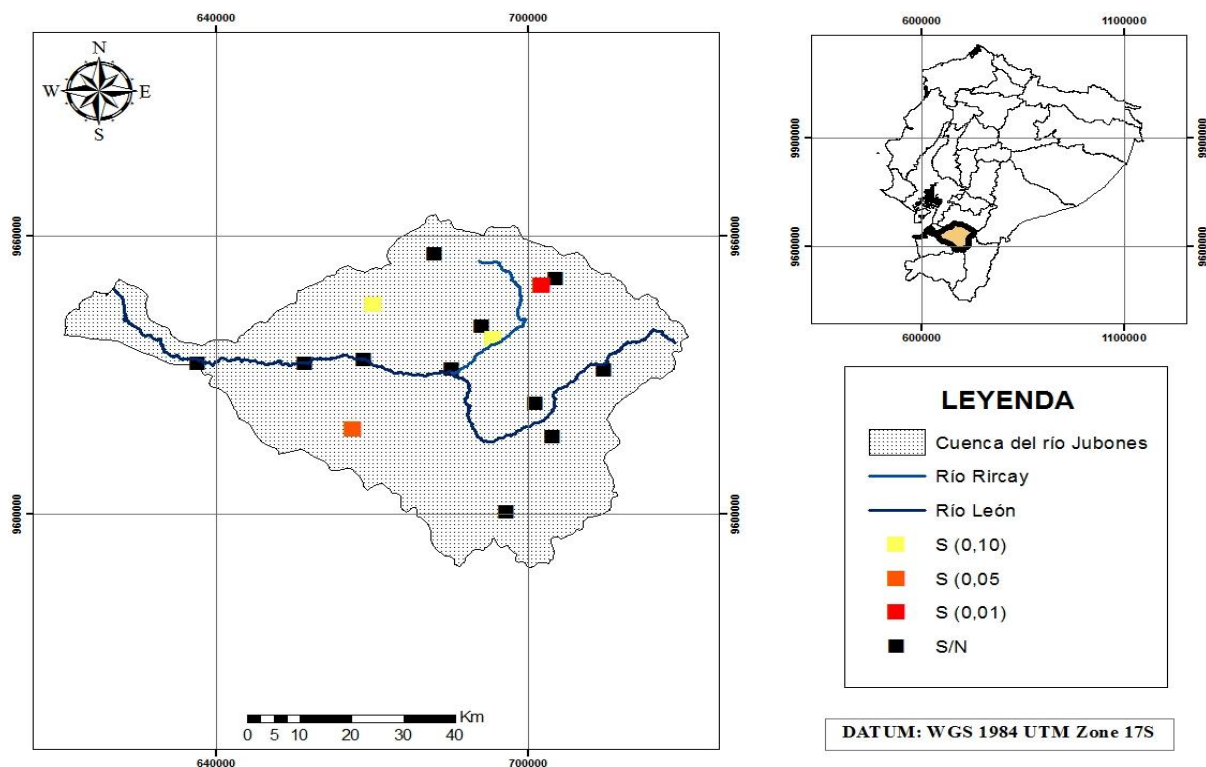 640000
700000
N
W
E
S
9660000
9660000
9600000
9600000
Km
0 5 10 20 30 40
640000
700000
600000
1100000
9900000
9900000
9600000
9600000
600000
1100000
LEYENDA
Cuenca del río Jubones
Río Rircay
Río León
S (0,10)
S (0,05
S (0,01)
S/N
DATUM: WGS 1984 UTM Zone 17S